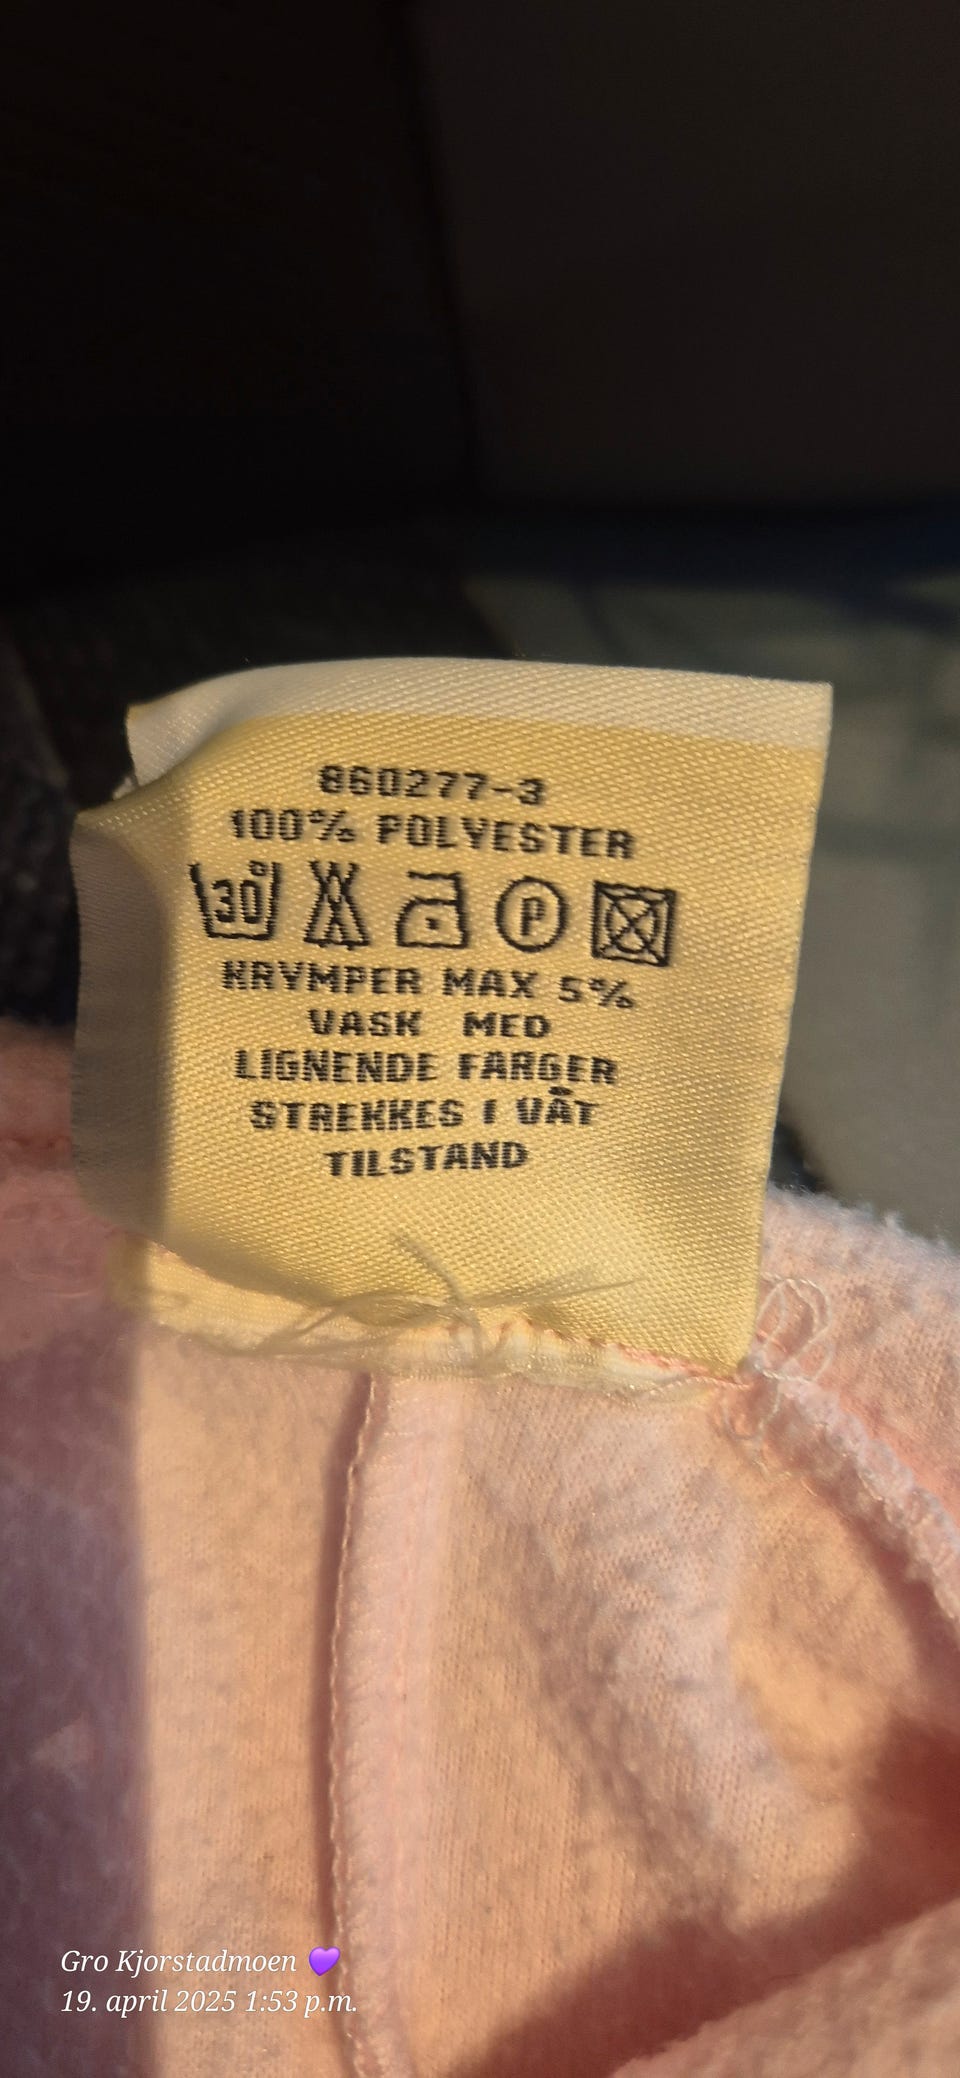 860277-3
100% POLYESTER
30° P
KRYMPER MAX 5%
VASK MED
LIGNENDE FARGER
STREKKES I VÅT
TILSTAND
Gro Kjorstadmoen 💜
19. april 2025 1:53 p.m.